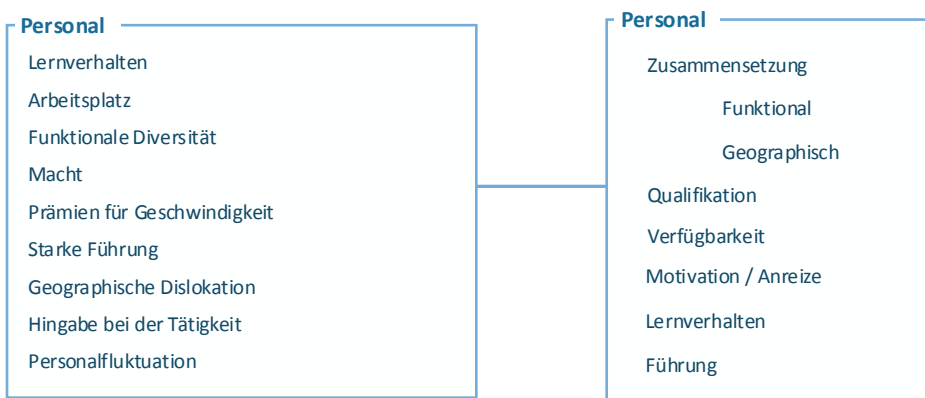 Personal
Lernverhalten
Arbeitsplatz
Funktionale Diversität
Macht
Prämien für Geschwindigkeit
Starke Führung
Geographische Dislokation
Hingabe bei der Tätigkeit
Personalfluktuation
Personal
Zusammensetzung
Funktional
Geographisch
Qualifikation
Verfügbarkeit
Motivation / Anreize
Lernverhalten
Führung